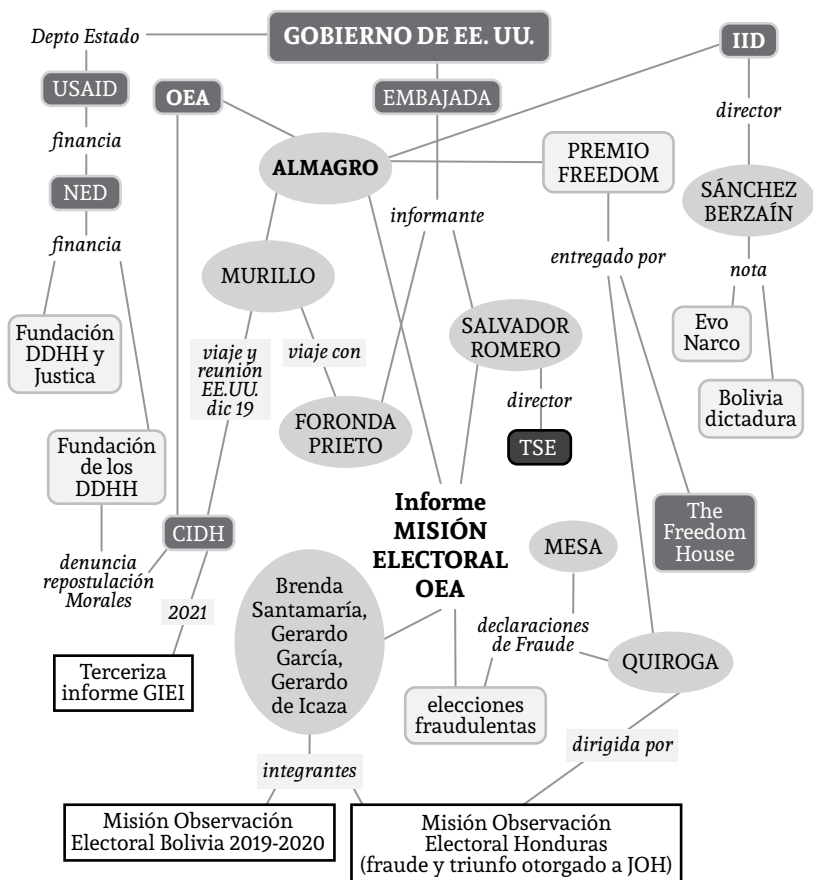 Depto Estado
GOBIERNO DE EE. UU.
IID
USAID
OEA
EMBAJADA
director
financia
ALMAGRO
PREMIO
FREEDOM
NED
SÁNCHEZ
BERZAÍN
informante
financia
MURILLO
entregado por
nota
Fundación
DDHH y
Justica
viaje y
reunión
EE.UU.
dic 19
viaje con
SALVADOR
ROMERO
Evo
Narco
Bolivia
dictadura
director
FORONDA
PRIETO
TSE
Fundación
de los
DDHH
Informe
MISIÓN
ELECTORAL
OEA
The
Freedom
House
CIDH
MESA
denuncia
repostulación
Morales
Brenda
Santamaría,
Gerardo
García,
Gerardo
de Icaza
2021
declaraciones
de Fraude
QUIROGA
Terceriza
informe GIEI
elecciones
fraudulentas
dirigida por
integrantes
Misión Observación
Electoral Bolivia 2019-2020
Misión Observación
Electoral Honduras
(fraude y triunfo otorgado a JOH)